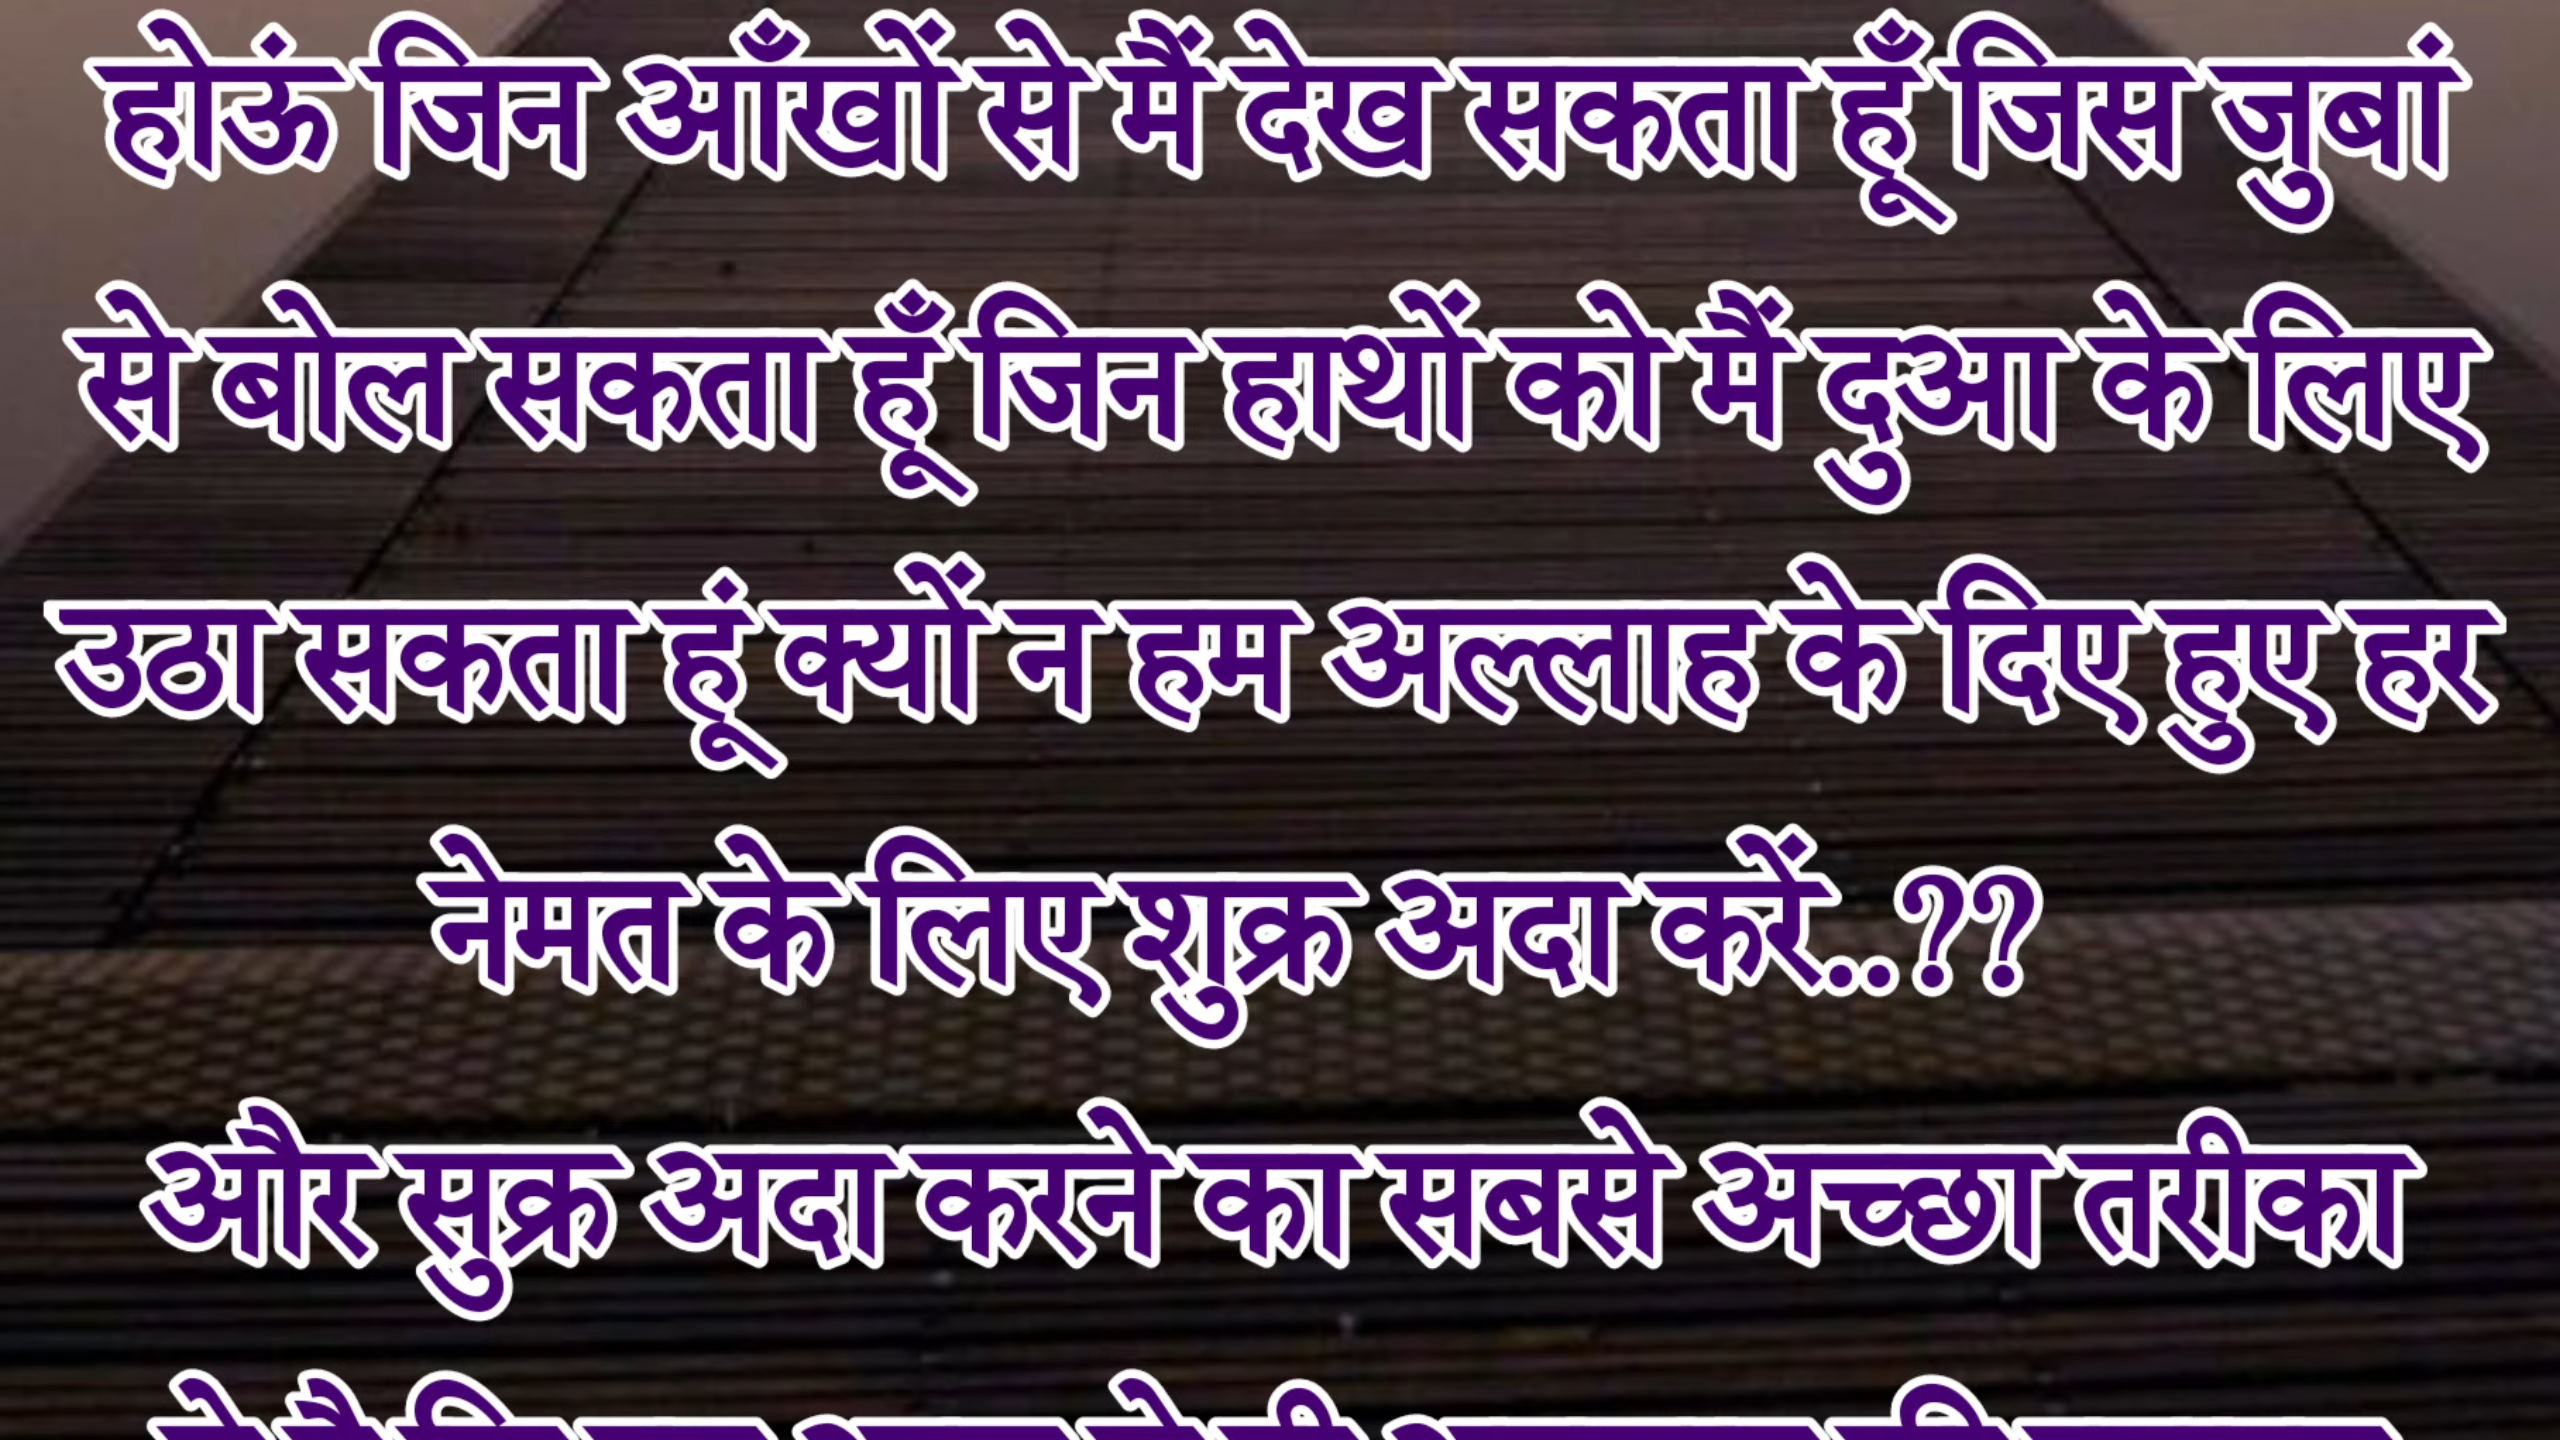 होऊं जिन आँखों से मैं देख सकता हूँ जिस जुबां
से बोल सकता हूँ जिन हाथों को मैं दुआ के लिए
उठा सकता हूं क्यों न हम अल्लाह के दिए हुए हर
नेमत के लिए शुक्र अदा करें..??
और सुक्र अदा करने का सबसे अच्छा तरीका